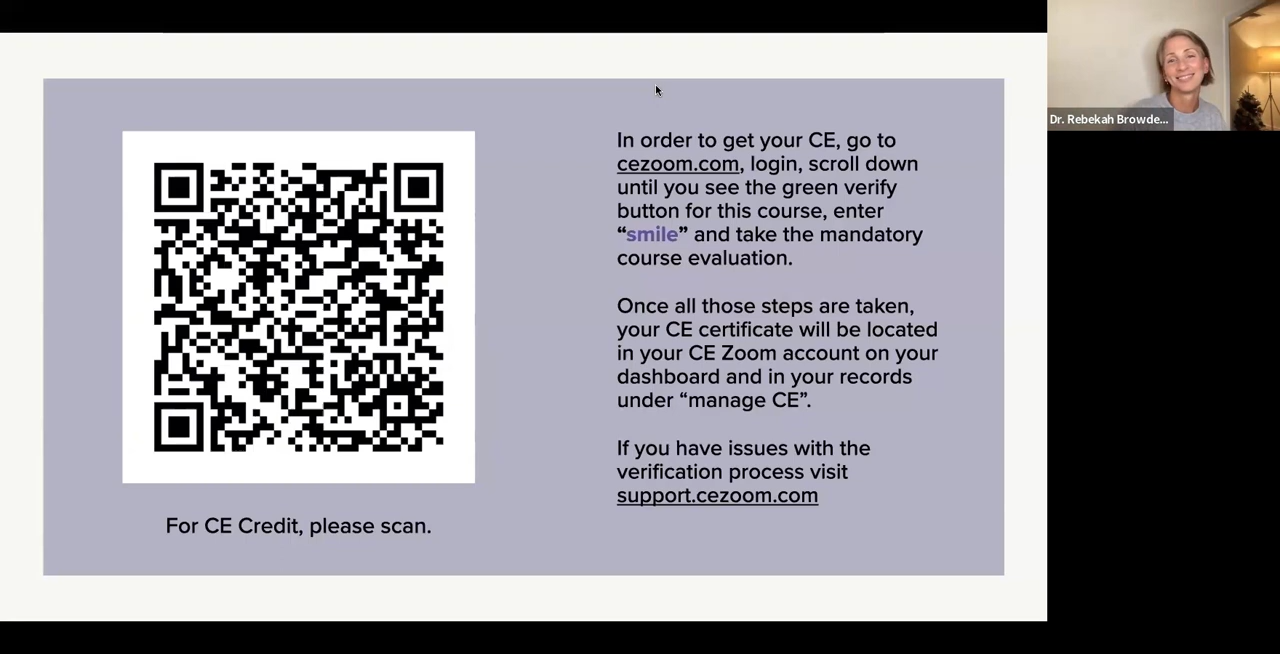 In order to get your CE, go to
cezoom.com, login, scroll down
until you see the green verify
button for this course, enter
“smile” and take the mandatory
course evaluation.
Once all those steps are taken,
your CE certificate will be located
in your CE Zoom account on your
dashboard and in your records
under “manage CE”.
If you have issues with the
verification process visit
support.cezoom.com
For CE Credit, please scan.
Dr. Rebekah Browde...